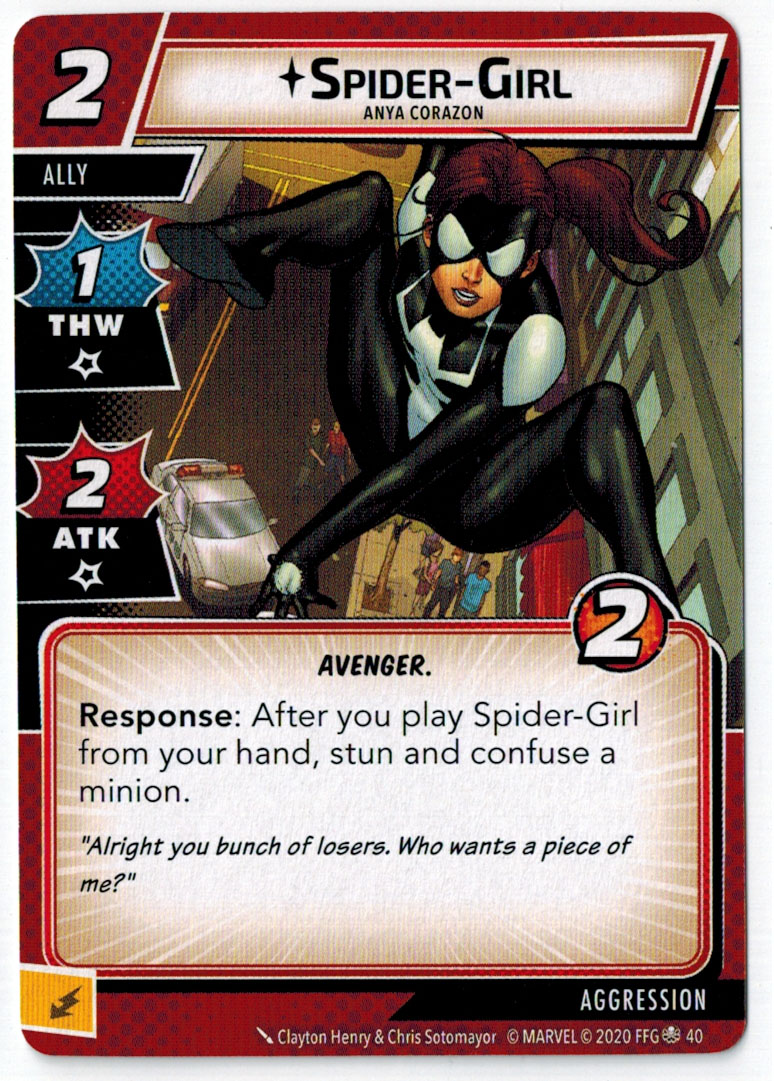 2
SPIDER-GIRL
ANYA CORAZON
ALLY
1
THW
2
ATK
2
AVENGER.
Response: After you play Spider-Girl
from your hand, stun and confuse a
minion.
"Alright you bunch of losers. Who wants a piece of
me?"
AGGRESSION
Clayton Henry & Chris Sotomayor © MARVEL © 2020 FFG 40